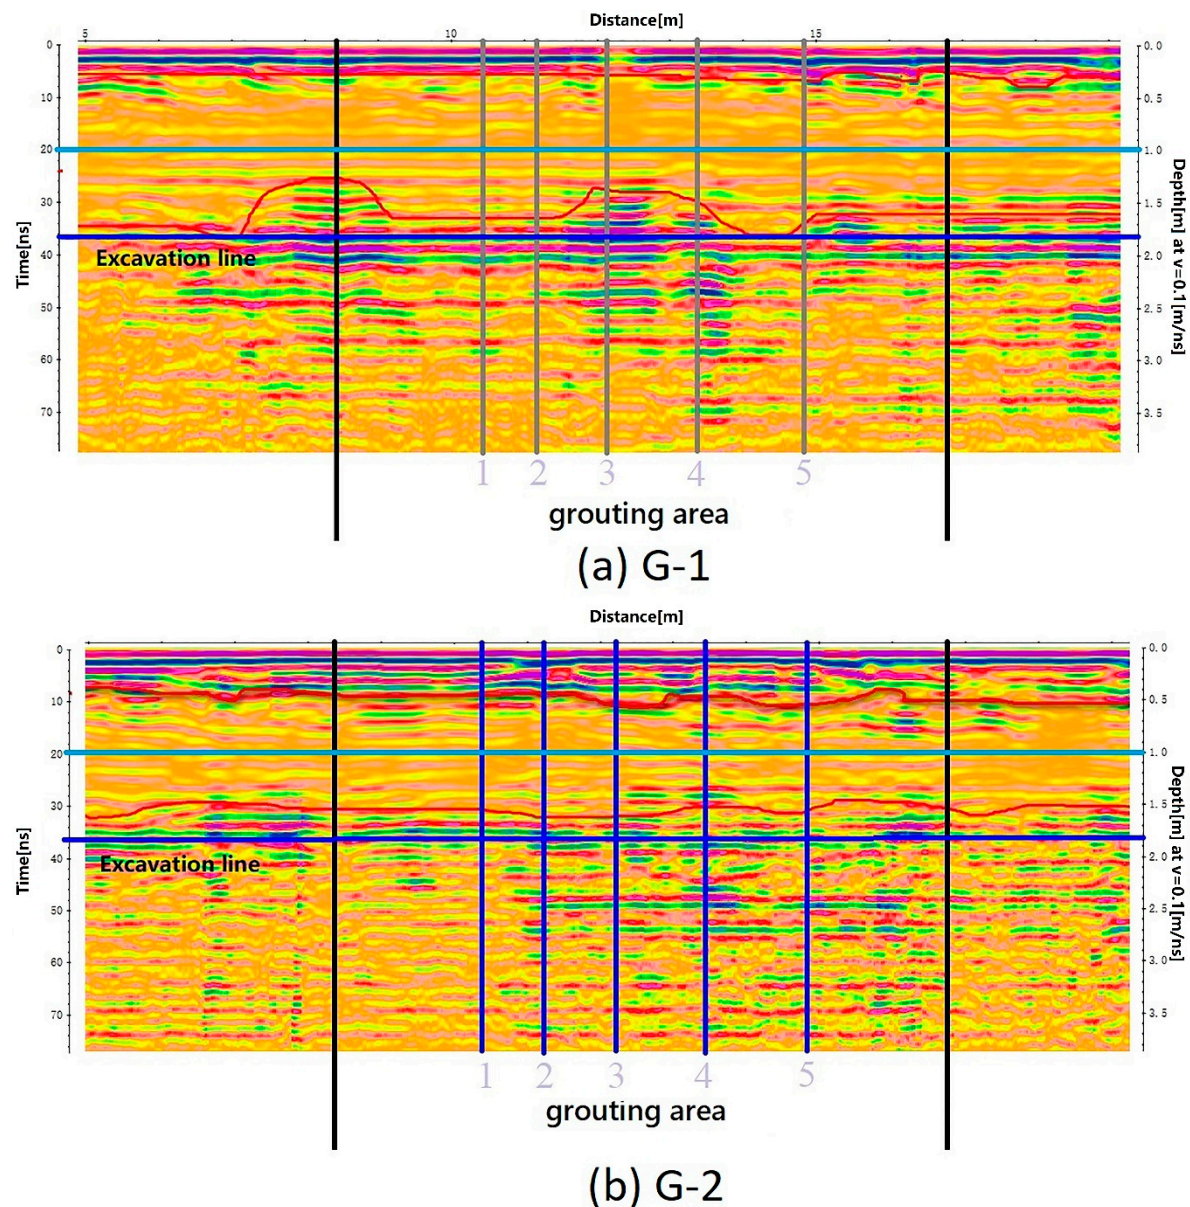 Distance[m]
5 10 15
0 0.0
10 0.5
20 1.0
30 1.5
40 2.0
50 2.5
60 3.0
70 3.5
Time[ns]
Depth[m] at v=0.1[m/ns]
Excavation line
1 2 3 4 5
grouting area
(a) G-1
Distance[m]
0 0.0
10 0.5
20 1.0
30 1.5
40 2.0
50 2.5
60 3.0
70 3.5
Time[ns]
Depth[m] at v=0.1[m/ns]
Excavation line
1 2 3 4 5
grouting area
(b) G-2